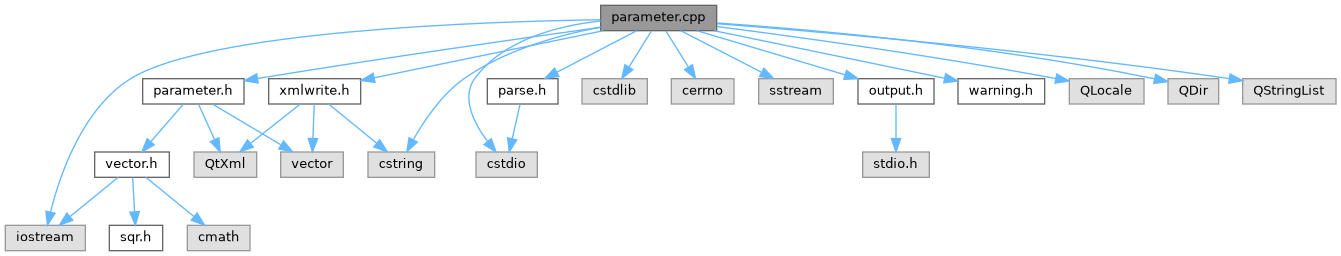 parameter.cpp
parameter.h
xmlwrite.h
parse.h
cstdlib
cerrno
sstream
output.h
warning.h
QLocale
QDir
QStringList
vector.h
QtXml
vector
cstring
cstdio
stdio.h
iostream
sqr.h
cmath